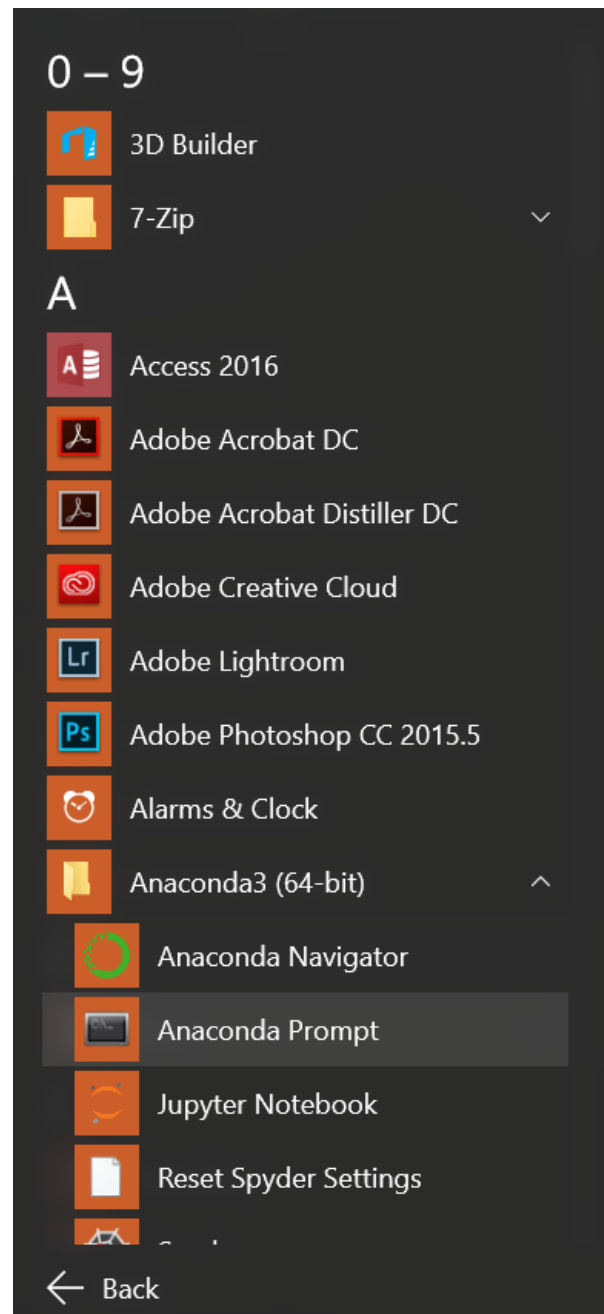 0 – 9
3D Builder
7-Zip
A
Access 2016
Adobe Acrobat DC
Adobe Acrobat Distiller DC
Adobe Creative Cloud
Lr Adobe Lightroom
Ps Adobe Photoshop CC 2015.5
Alarms & Clock
Anaconda3 (64-bit)
Anaconda Navigator
Anaconda Prompt
Jupyter Notebook
Reset Spyder Settings
Back